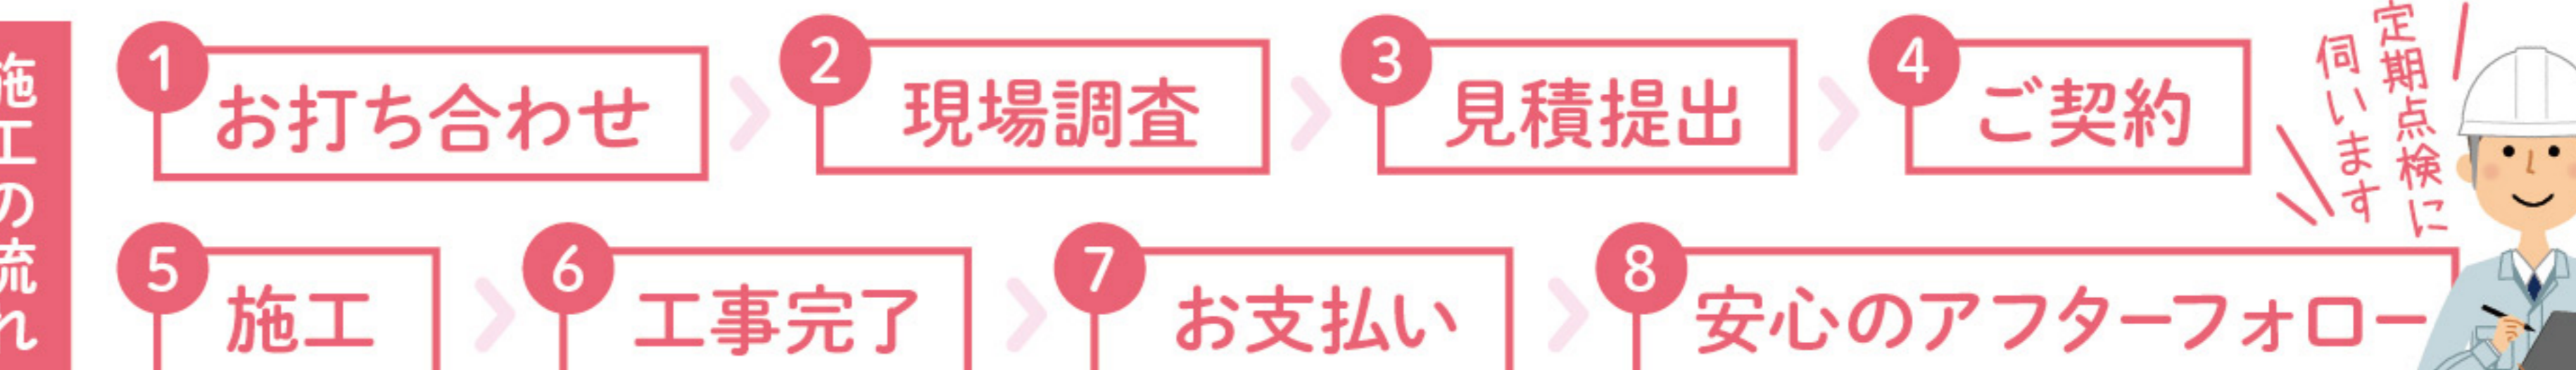 施工の流れ
1 お打ち合わせ
2 現場調査
3 見積提出
4 ご契約
定期点検に
伺います
5 施工
6 工事完了
7 お支払い
8 安心のアフターフォロー